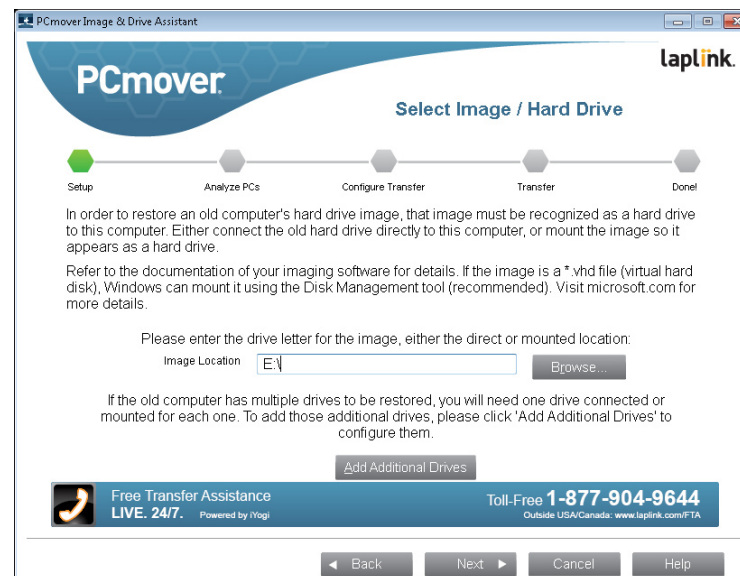 PCmover Image & Drive Assistant
laplink.
PCmover.
Select Image / Hard Drive
Setup
Analyze PCs
Configure Transfer
Transfer
Done!
In order to restore an old computer's hard drive image, that image must be recognized as a hard drive
to this computer. Either connect the old hard drive directly to this computer, or mount the image so it
appears as a hard drive.
Refer to the documentation of your imaging software for details. If the image is a *.vhd file (virtual hard
disk), Windows can mount it using the Disk Management tool (recommended). Visit microsoft.com for
more details.
Please enter the drive letter for the image, either the direct or mounted location:
Image Location
E:\
Browse...
If the old computer has multiple drives to be restored, you will need one drive connected or
mounted for each one. To add those additional drives, please click 'Add Additional Drives' to
configure them.
Add Additional Drives
Free Transfer Assistance
LIVE. 24/7. Powered by iYogi
Toll-Free 1-877-904-9644
Outside USA/Canada: www.laplink.com/FTA
Back
Next
Cancel
Help